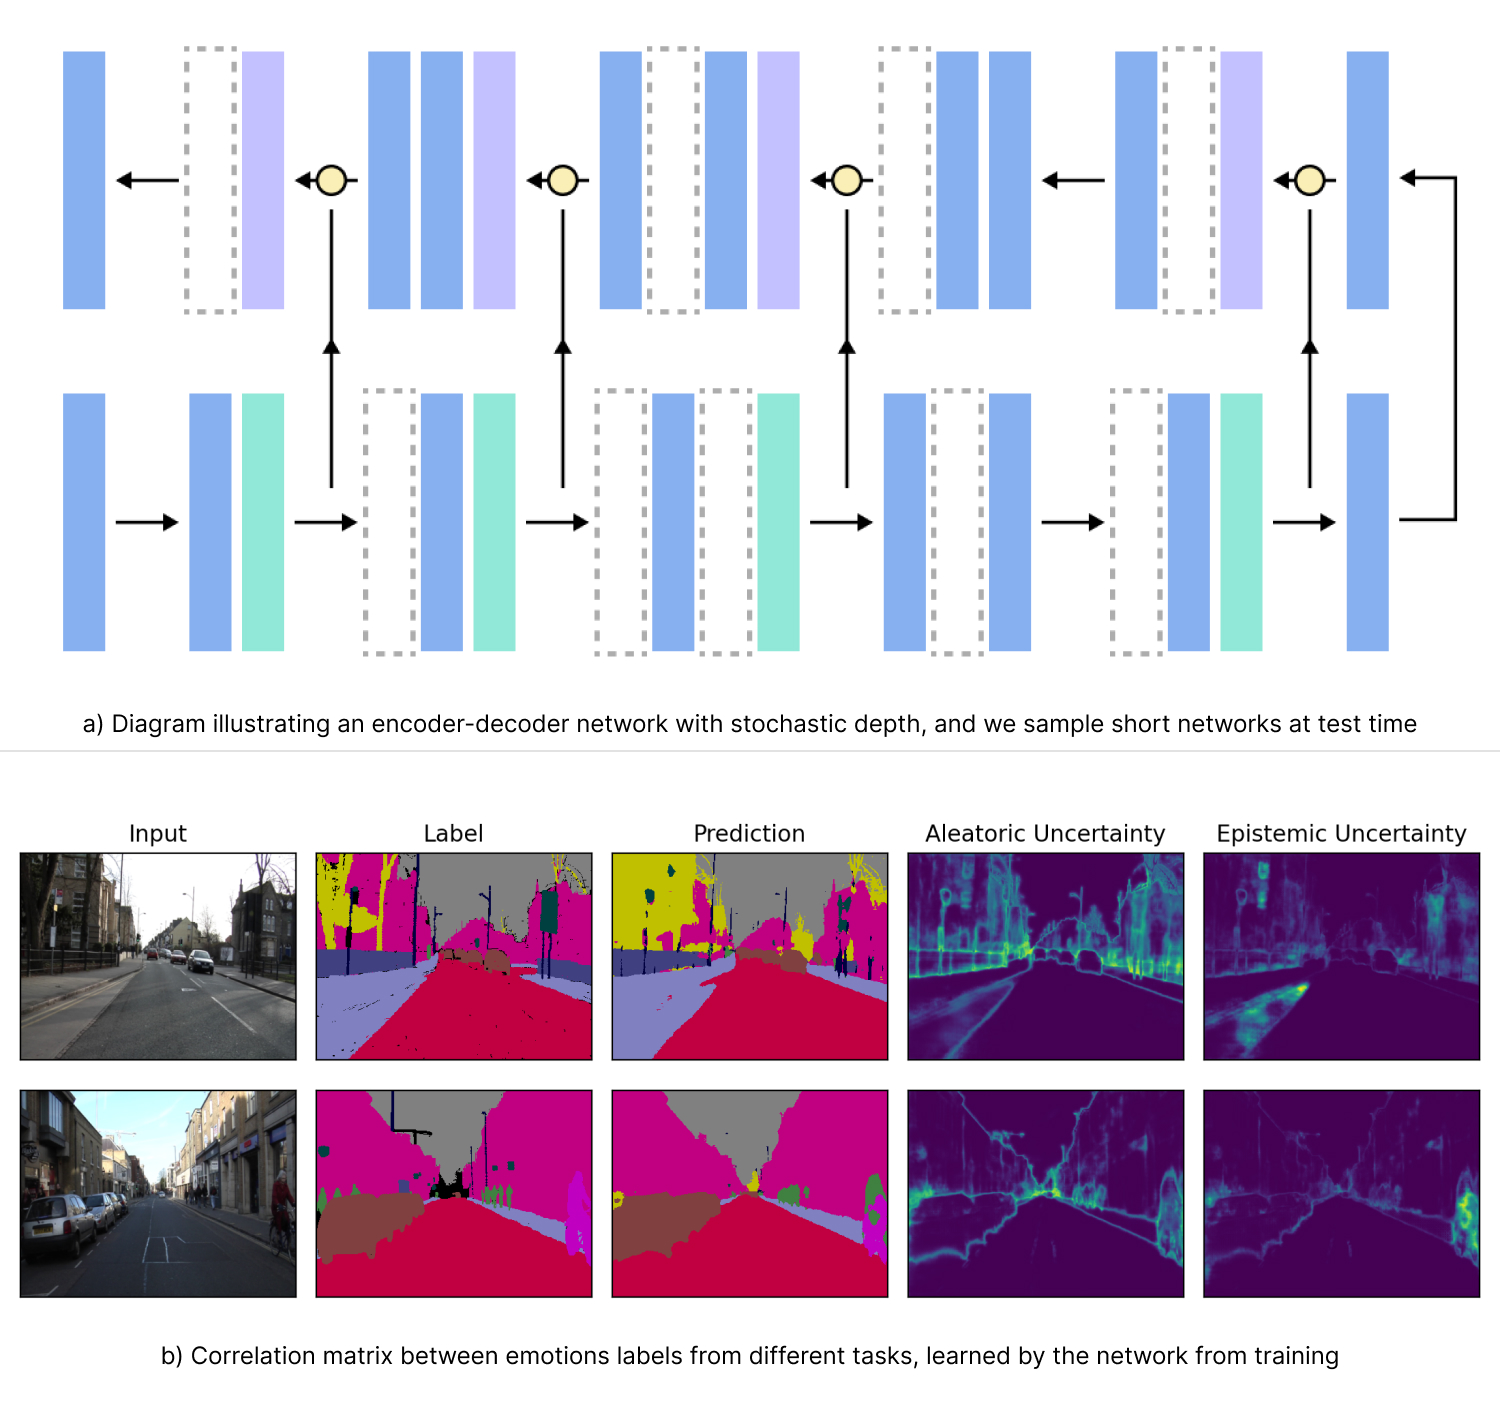 a) Diagram illustrating an encoder-decoder network with stochastic depth, and we sample short networks at test time
Input Label Prediction Aleatoric Uncertainty Epistemic Uncertainty
b) Correlation matrix between emotions labels from different tasks, learned by the network from training